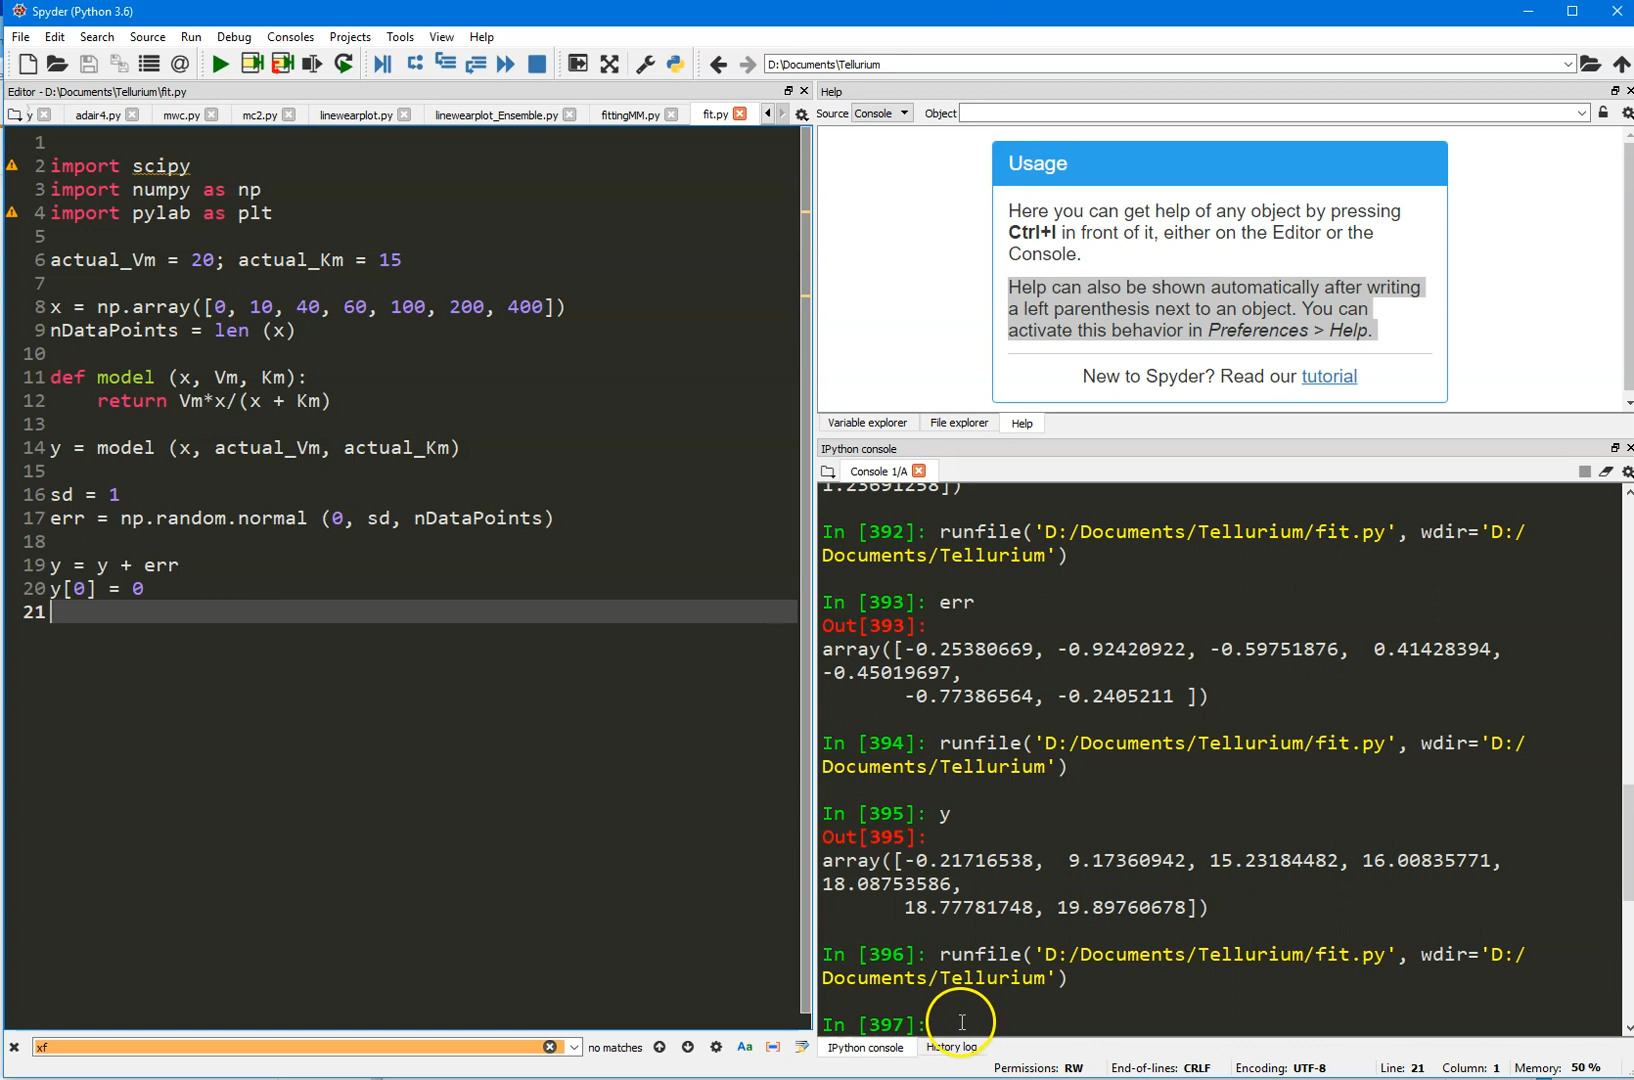 Spyder (Python 3.6)
File Edit Search Source Run Debug Consoles Projects Tools View Help
D:\Documents\Tellurium
Editor - D:\Documents\Tellurium\fit.py
y adair4.py mwc.py mc2.py linewearplot.py linewearplot_Ensemble.py fittingMM.py fit.py
1
2 import scipy
3 import numpy as np
4 import pylab as plt
5
6 actual_Vm = 20; actual_Km = 15
7
8 x = np.array([0, 10, 40, 60, 100, 200, 400])
9 nDataPoints = len (x)
10
11 def model (x, Vm, Km):
12     return Vm*x/(x + Km)
13
14 y = model (x, actual_Vm, actual_Km)
15
16 sd = 1
17 err = np.random.normal (0, sd, nDataPoints)
18
19 y = y + err
20 y[0] = 0
21
xf no matches Aa
Help
Source Console Object
Usage
Here you can get help of any object by pressing
Ctrl+I in front of it, either on the Editor or the
Console.
Help can also be shown automatically after writing
a left parenthesis next to an object. You can
activate this behavior in Preferences > Help.
New to Spyder? Read our tutorial
Variable explorer File explorer Help
IPython console
Console 1/A
1.25691258])
In [392]: runfile('D:/Documents/Tellurium/fit.py', wdir='D:/
Documents/Tellurium')
In [393]: err
Out[393]:
array([-0.25380669, -0.92420922, -0.59751876,  0.41428394,
-0.45019697,
       -0.77386564, -0.2405211 ])
In [394]: runfile('D:/Documents/Tellurium/fit.py', wdir='D:/
Documents/Tellurium')
In [395]: y
Out[395]:
array([-0.21716538,  9.17360942, 15.23184482, 16.00835771,
18.08753586,
       18.77781748, 19.89760678])
In [396]: runfile('D:/Documents/Tellurium/fit.py', wdir='D:/
Documents/Tellurium')
In [397]:
IPython console History log
Permissions: RW End-of-lines: CRLF Encoding: UTF-8 Line: 21 Column: 1 Memory: 50 %